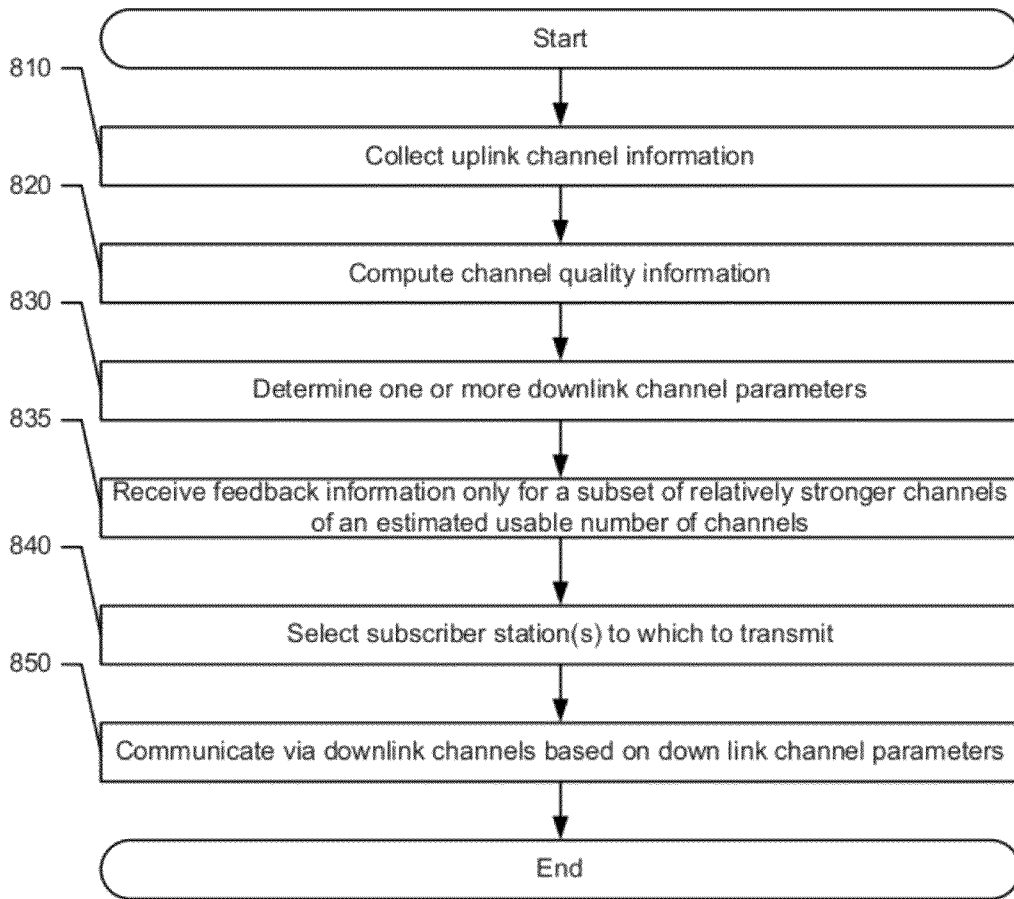 Start
810
Collect uplink channel information
820
Compute channel quality information
830
Determine one or more downlink channel parameters
835
Receive feedback information only for a subset of relatively stronger channels
of an estimated usable number of channels
840
Select subscriber station(s) to which to transmit
850
Communicate via downlink channels based on down link channel parameters
End